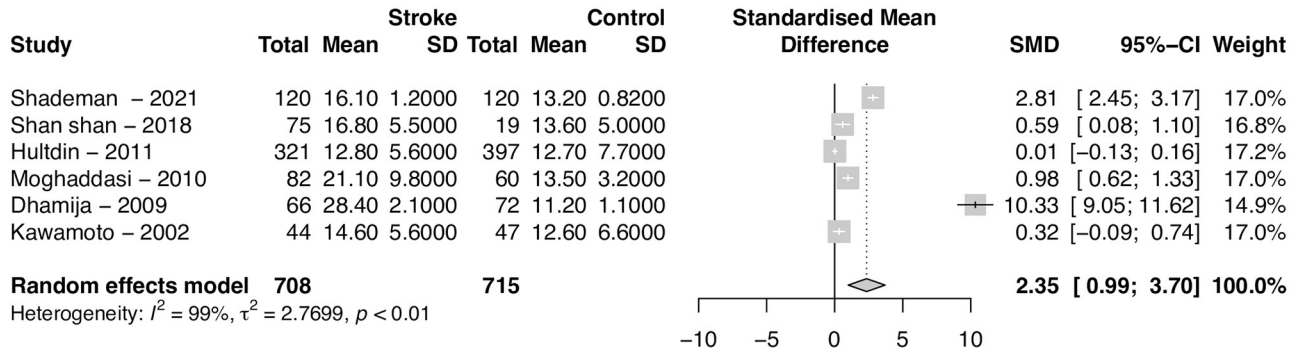 Stroke Control Standardised Mean
Study Total Mean SD Total Mean SD Difference SMD 95%−CI Weight
Shademan − 2021 120 16.10 1.2000 120 13.20 0.8200 2.81 [ 2.45; 3.17] 17.0%
Shan shan − 2018 75 16.80 5.5000 19 13.60 5.0000 0.59 [ 0.08; 1.10] 16.8%
Hultdin − 2011 321 12.80 5.6000 397 12.70 7.7000 0.01 [−0.13; 0.16] 17.2%
Moghaddasi − 2010 82 21.10 9.8000 60 13.50 3.2000 0.98 [ 0.62; 1.33] 17.0%
Dhamija − 2009 66 28.40 2.1000 72 11.20 1.1000 10.33 [ 9.05; 11.62] 14.9%
Kawamoto − 2002 44 14.60 5.6000 47 12.60 6.6000 0.32 [−0.09; 0.74] 17.0%
Random effects model 708 715 2.35 [ 0.99; 3.70] 100.0%
Heterogeneity: I² = 99%, τ² = 2.7699, p < 0.01
−10 −5 0 5 10